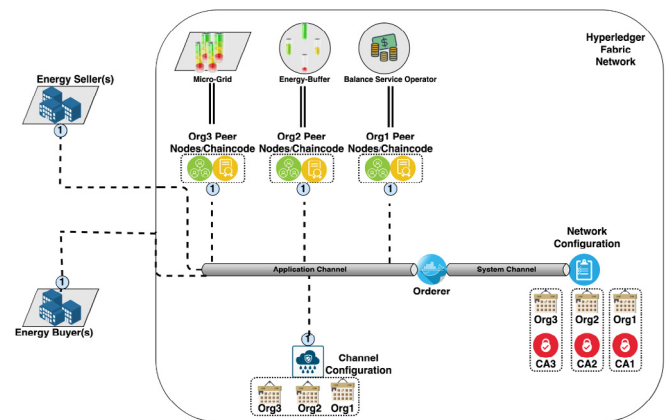 Hyperledger
Fabric
Network
Energy Seller(s)
1
Micro-Grid
Energy-Buffer
Balance Service Operator
Org3 Peer
Nodes/Chaincode
1
Org2 Peer
Nodes/Chaincode
1
Org1 Peer
Nodes/Chaincode
1
Application Channel
System Channel
Orderer
Network
Configuration
Org3
Org2
Org1
CA3
CA2
CA1
1
Energy Buyer(s)
1
Channel
Configuration
Org3
Org2
Org1